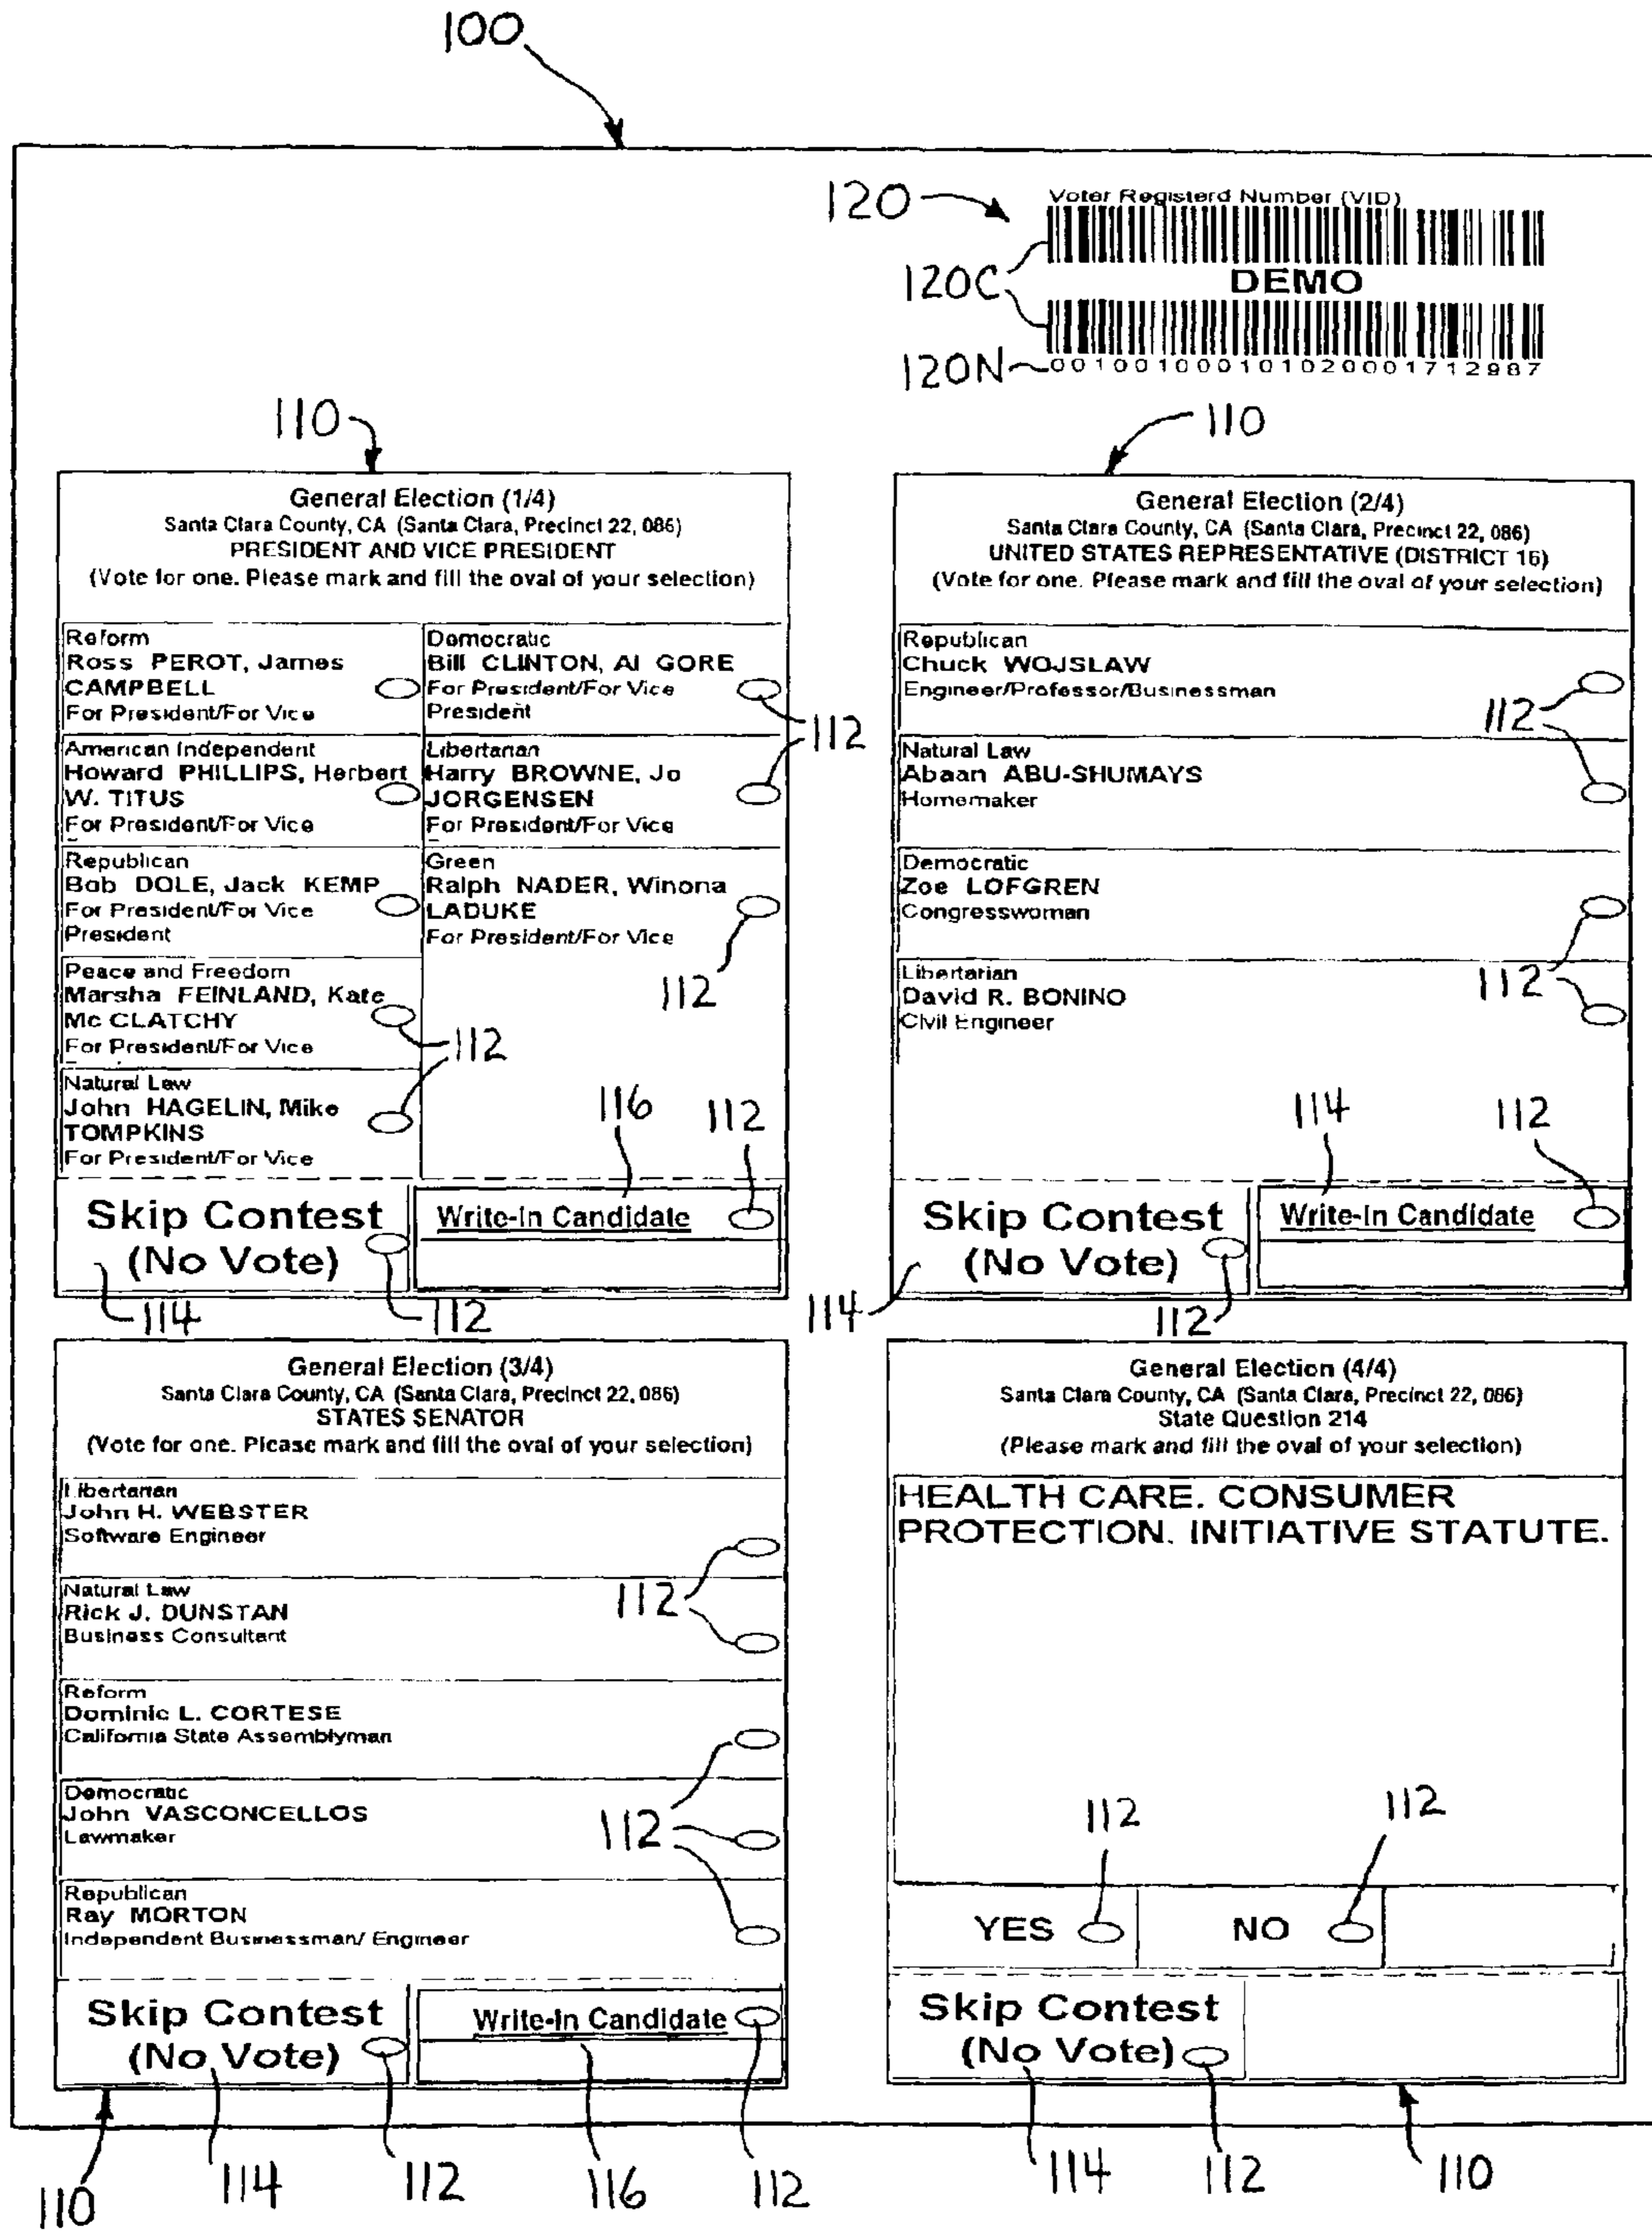 100
120
Voter Registerd Number (VID)
120C
DEMO
120N
001001000101020001712987
110
110
General Election (1/4)
Santa Clara County, CA (Santa Clara, Precinct 22, 086)
PRESIDENT AND VICE PRESIDENT
(Vote for one. Please mark and fill the oval of your selection)
Reform
Ross PEROT, James
CAMPBELL
For President/For Vice
American Independent
Howard PHILLIPS, Herbert
W. TITUS
For President/For Vice
Republican
Bob DOLE, Jack KEMP
For President/For Vice
President
Peace and Freedom
Marsha FEINLAND, Kate
Mc CLATCHY
For President/For Vice
112
Natural Law
John HAGELIN, Mike
TOMPKINS
For President/For Vice
Democratic
Bill CLINTON, Al GORE
For President/For Vice
President
112
Libertarian
Harry BROWNE, Jo
JORGENSEN
For President/For Vice
Green
Ralph NADER, Winona
LADUKE
For President/For Vice
112
116
112
Skip Contest
(No Vote)
Write-In Candidate
114
112
General Election (2/4)
Santa Clara County, CA (Santa Clara, Precinct 22, 086)
UNITED STATES REPRESENTATIVE (DISTRICT 16)
(Vote for one. Please mark and fill the oval of your selection)
Republican
Chuck WOJSLAW
Engineer/Professor/Businessman
112
Natural Law
Abaan ABU-SHUMAYS
Homemaker
Democratic
Zoe LOFGREN
Congresswoman
112
Libertarian
David R. BONINO
Civil Engineer
114
112
Skip Contest
(No Vote)
Write-In Candidate
114
112
General Election (3/4)
Santa Clara County, CA (Santa Clara, Precinct 22, 086)
STATES SENATOR
(Vote for one. Please mark and fill the oval of your selection)
Libertarian
John H. WEBSTER
Software Engineer
112
Natural Law
Rick J. DUNSTAN
Business Consultant
Reform
Dominic L. CORTESE
California State Assemblyman
Democratic
John VASCONCELLOS
Lawmaker
112
Republican
Ray MORTON
Independent Businessman/ Engineer
Skip Contest
(No Vote)
Write-In Candidate
General Election (4/4)
Santa Clara County, CA (Santa Clara, Precinct 22, 086)
State Question 214
(Please mark and fill the oval of your selection)
HEALTH CARE. CONSUMER
PROTECTION. INITIATIVE STATUTE.
112
112
YES
NO
Skip Contest
(No Vote)
110
114
112
116
112
114
112
110